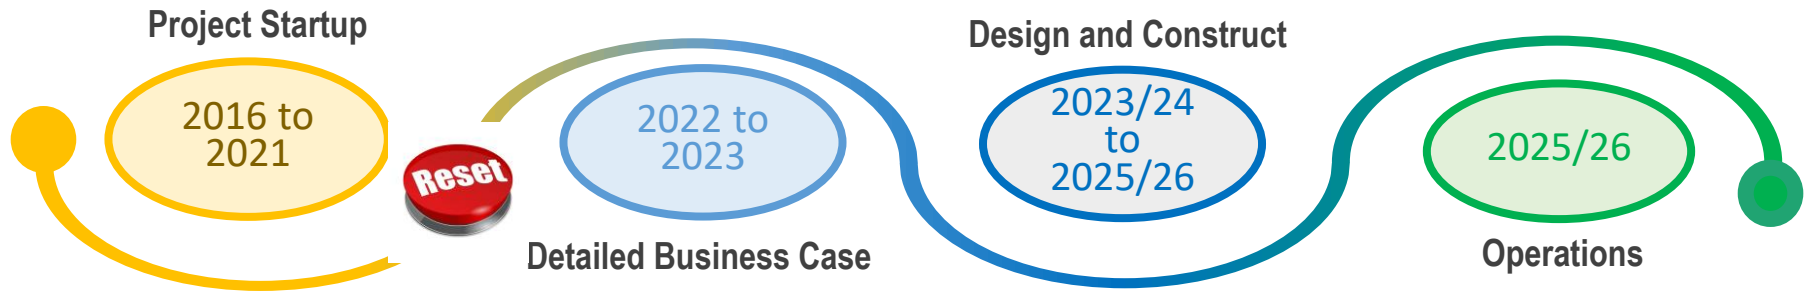 Project Startup
2016 to
2021
Reset
2022 to
2023
Detailed Business Case
Design and Construct
2023/24
to
2025/26
2025/26
Operations